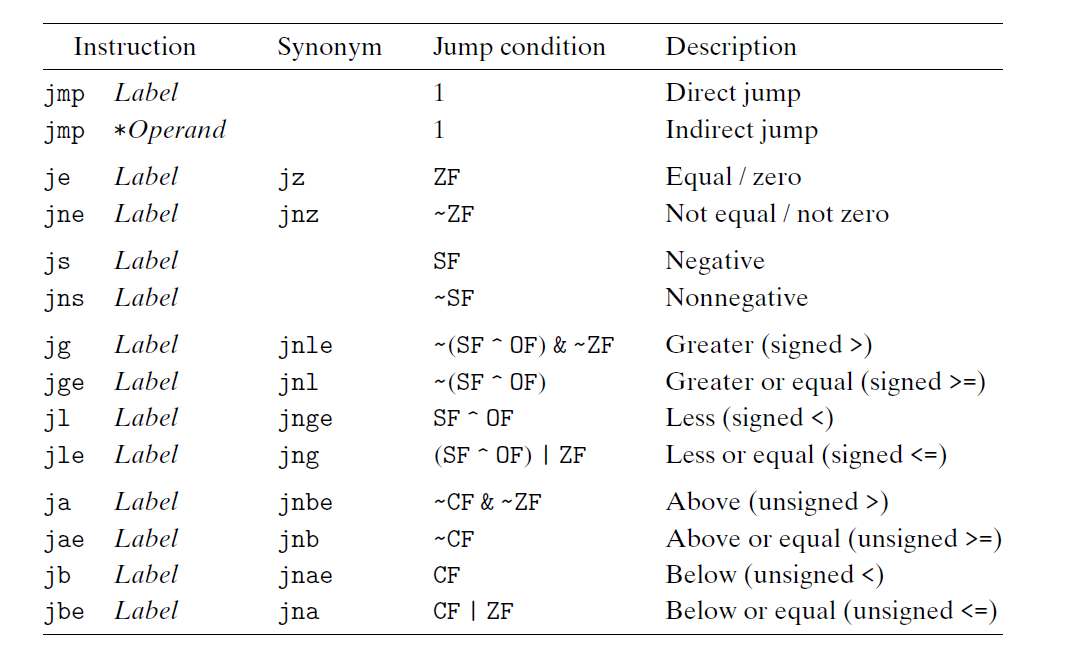 Instruction Synonym Jump condition Description
jmp Label 1 Direct jump
jmp *Operand 1 Indirect jump
je Label jz ZF Equal / zero
jne Label jnz ~ZF Not equal / not zero
js Label SF Negative
jns Label ~SF Nonnegative
jg Label jnle ~(SF ^ OF) & ~ZF Greater (signed >)
jge Label jnl ~(SF ^ OF) Greater or equal (signed >=)
jl Label jnge SF ^ OF Less (signed <)
jle Label jng (SF ^ OF) | ZF Less or equal (signed <=)
ja Label jnbe ~CF & ~ZF Above (unsigned >)
jae Label jnb ~CF Above or equal (unsigned >=)
jb Label jnae CF Below (unsigned <)
jbe Label jna CF | ZF Below or equal (unsigned <=)